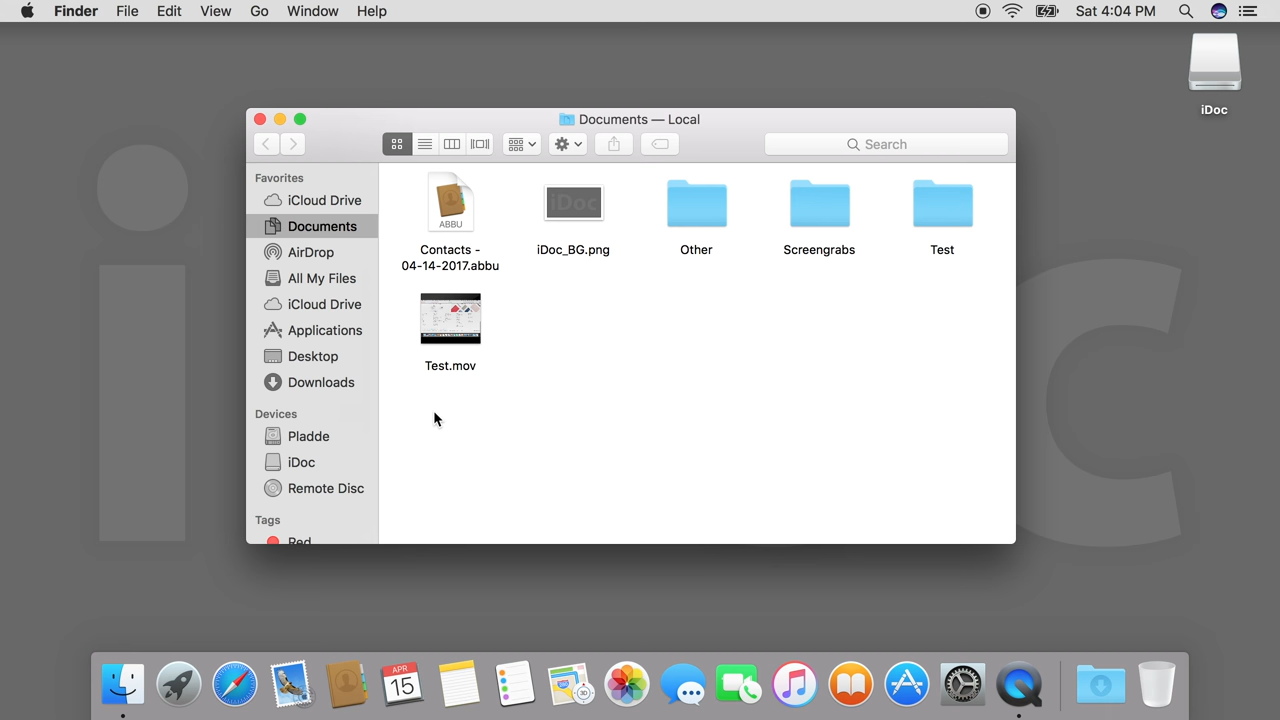 Finder File Edit View Go Window Help Sat 4:04 PM
iDoc
Documents — Local
Search
Favorites
iCloud Drive
Documents
AirDrop
All My Files
iCloud Drive
Applications
Desktop
Downloads
Devices
Pladde
iDoc
Remote Disc
Tags
Red
ABBU
Contacts -
04-14-2017.abbu
iDoc
iDoc_BG.png
Other
Screengrabs
Test
Test.mov
APR
15
3D